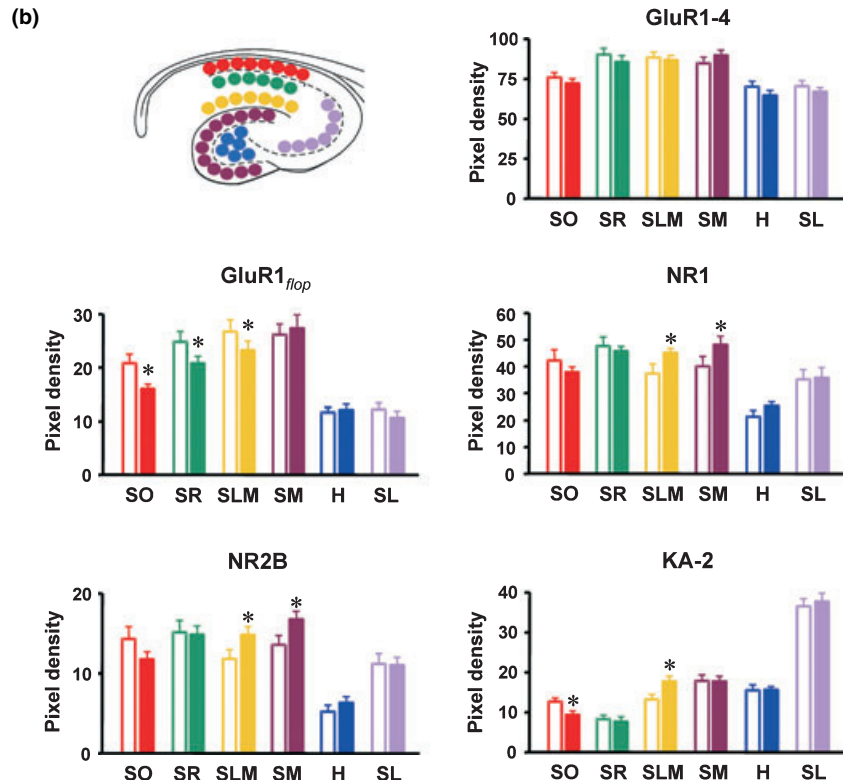 (b)
GluR1-4
Pixel density
100
75
50
25
0
SO SR SLM SM H SL
GluR1flop
Pixel density
30
20
10
0
* * *
SO SR SLM SM H SL
NR1
Pixel density
60
50
40
30
20
10
0
* *
SO SR SLM SM H SL
NR2B
Pixel density
20
10
0
* *
SO SR SLM SM H SL
KA-2
Pixel density
40
30
20
10
0
* *
SO SR SLM SM H SL